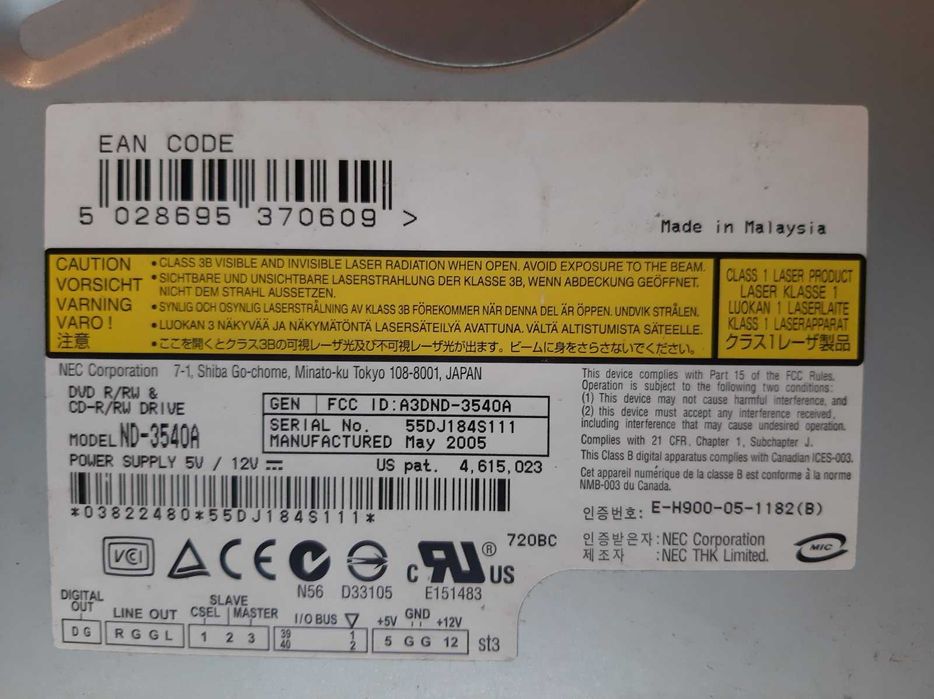 EAN CODE
5 028695 370609 >
Made in Malaysia
CAUTION
VORSICHT
VARNING
VARO !
注意
• CLASS 3B VISIBLE AND INVISIBLE LASER RADIATION WHEN OPEN. AVOID EXPOSURE TO THE BEAM.
• SICHTBARE UND UNSICHTBARE LASERSTRAHLUNG DER KLASSE 3B, WENN ABDECKUNG GEÖFFNET.
NICHT DEM STRAHL AUSSETZEN.
• SYNLIG OCH OSYNLIG LASERSTRÅLNING AV KLASS 3B FÖREKOMMER NÄR DENNA DEL ÄR ÖPPEN. UNDVIK STRÅLEN.
• LUOKAN 3 NÄKYVÄÄ JA NÄKYMÄTÖNTÄ LASERSÄTEILYÄ AVATTUNA. VÄLTÄ ALTISTUMISTA SÄTEELLE.
• ここを開くとクラス3Bの可視レーザ光及び不可視レーザ光が出ます。ビームに身をさらさないでください。
CLASS 1 LASER PRODUCT
LASER KLASSE 1
LUOKAN 1 LASERLAITE
KLASS 1 LASERAPPARAT
クラス1レーザ製品
NEC Corporation 7-1, Shiba Go-chome, Minato-ku Tokyo 108-8001, JAPAN
DVD R/RW &
CD-R/RW DRIVE
MODEL ND-3540A
POWER SUPPLY 5V / 12V
GEN FCC ID:A3DND-3540A
SERIAL No. 55DJ184S111
MANUFACTURED May 2005
US pat. 4,615,023
*03822480*55DJ184S111*
This device complies with Part 15 of the FCC Rules.
Operation is subject to the following two conditions:
(1) This device may not cause harmful interference, and
(2) this device must accept any interference received,
including interference that may cause undesired operation.
Complies with 21 CFR, Chapter 1, Subchapter J.
This Class B digital apparatus complies with Canadian ICES-003.
Cet appareil numérique de la classe B est conforme à la norme
NMB-003 du Canada.
인증번호: E-H900-05-1182(B)
인증받은자 :NEC Corporation
제 조 자 :NEC THK Limited.
MIC
VCI
CE
N56
D33105
c RU ® US
E151483
720BC
DIGITAL
OUT
D G
LINE OUT
R G G L
SLAVE
CSEL MASTER
1 2 3
I/O BUS
39 1
40 2
+5V GND +12V
5 G G 12
st3